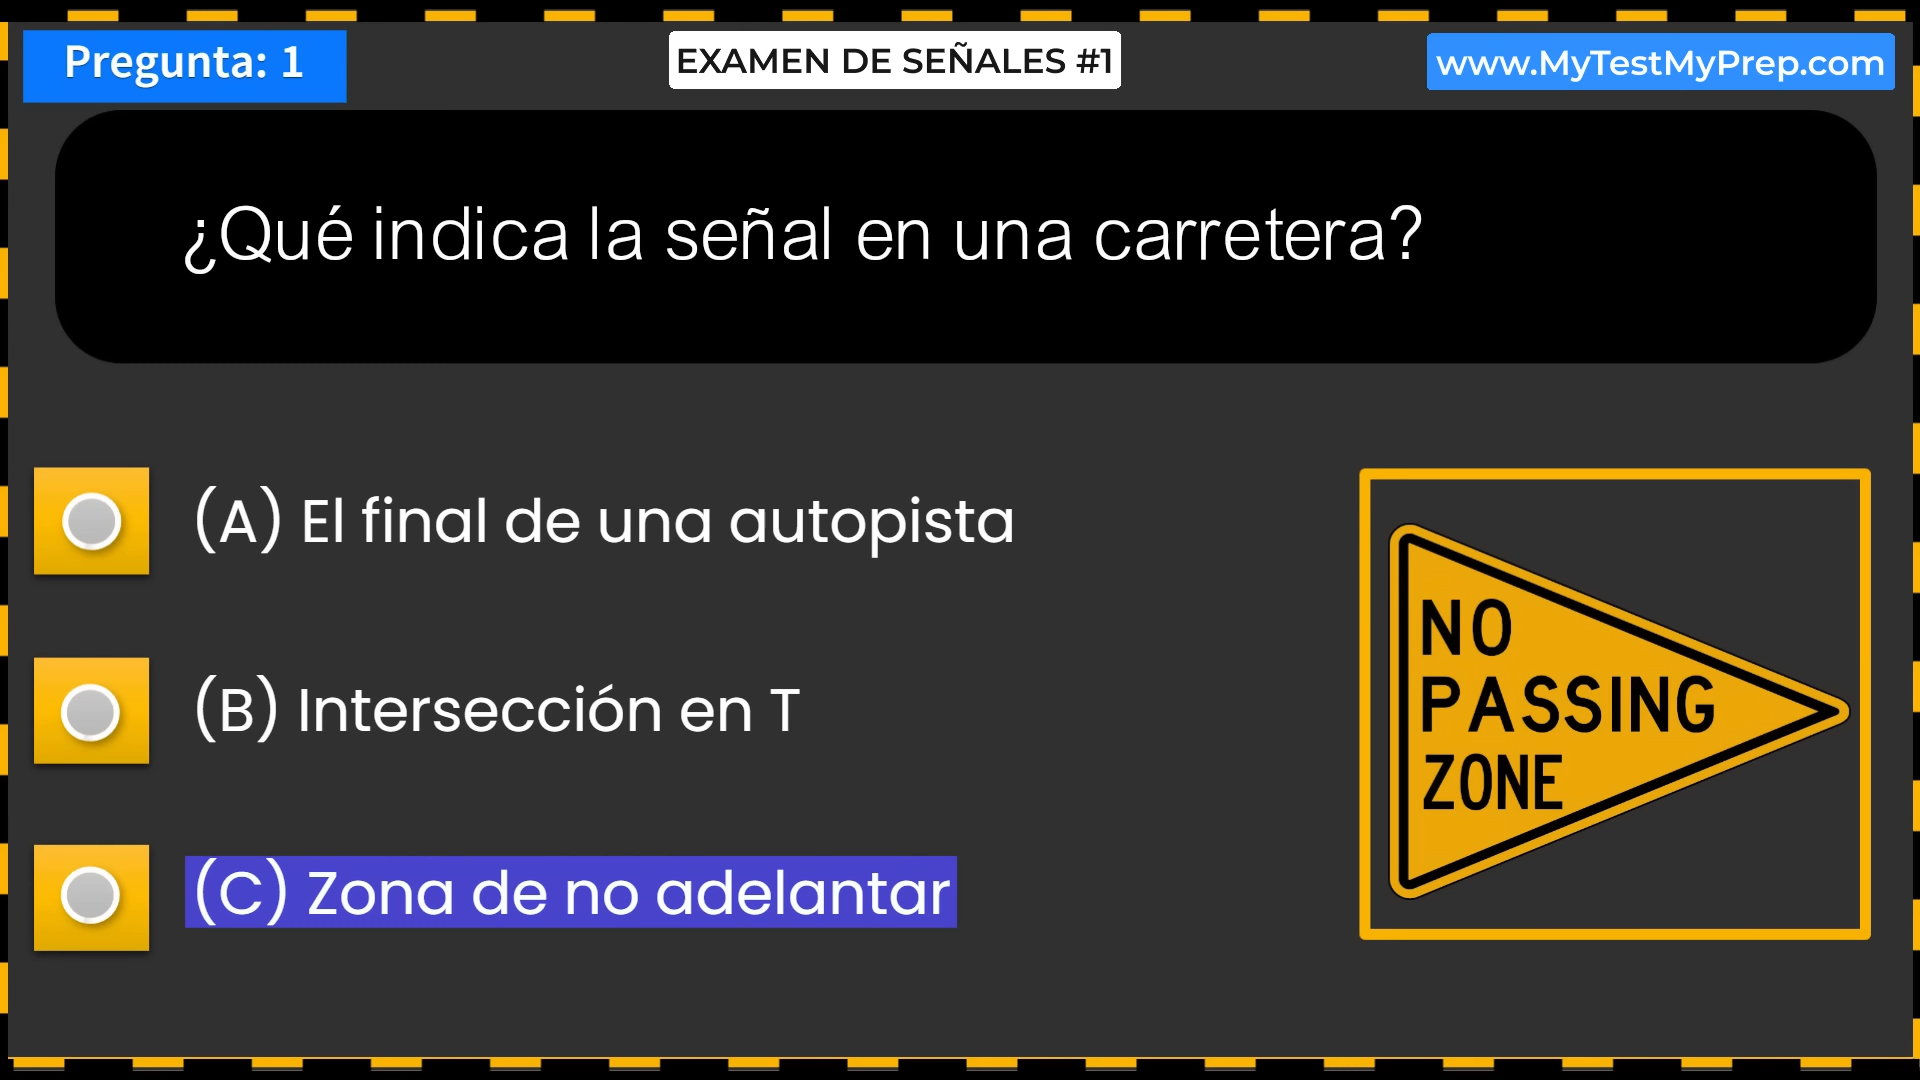 Pregunta: 1
EXAMEN DE SEÑALES #1
www.MyTestMyPrep.com
¿Qué indica la señal en una carretera?
(A) El final de una autopista
(B) Intersección en T
(C) Zona de no adelantar
NO
PASSING
ZONE